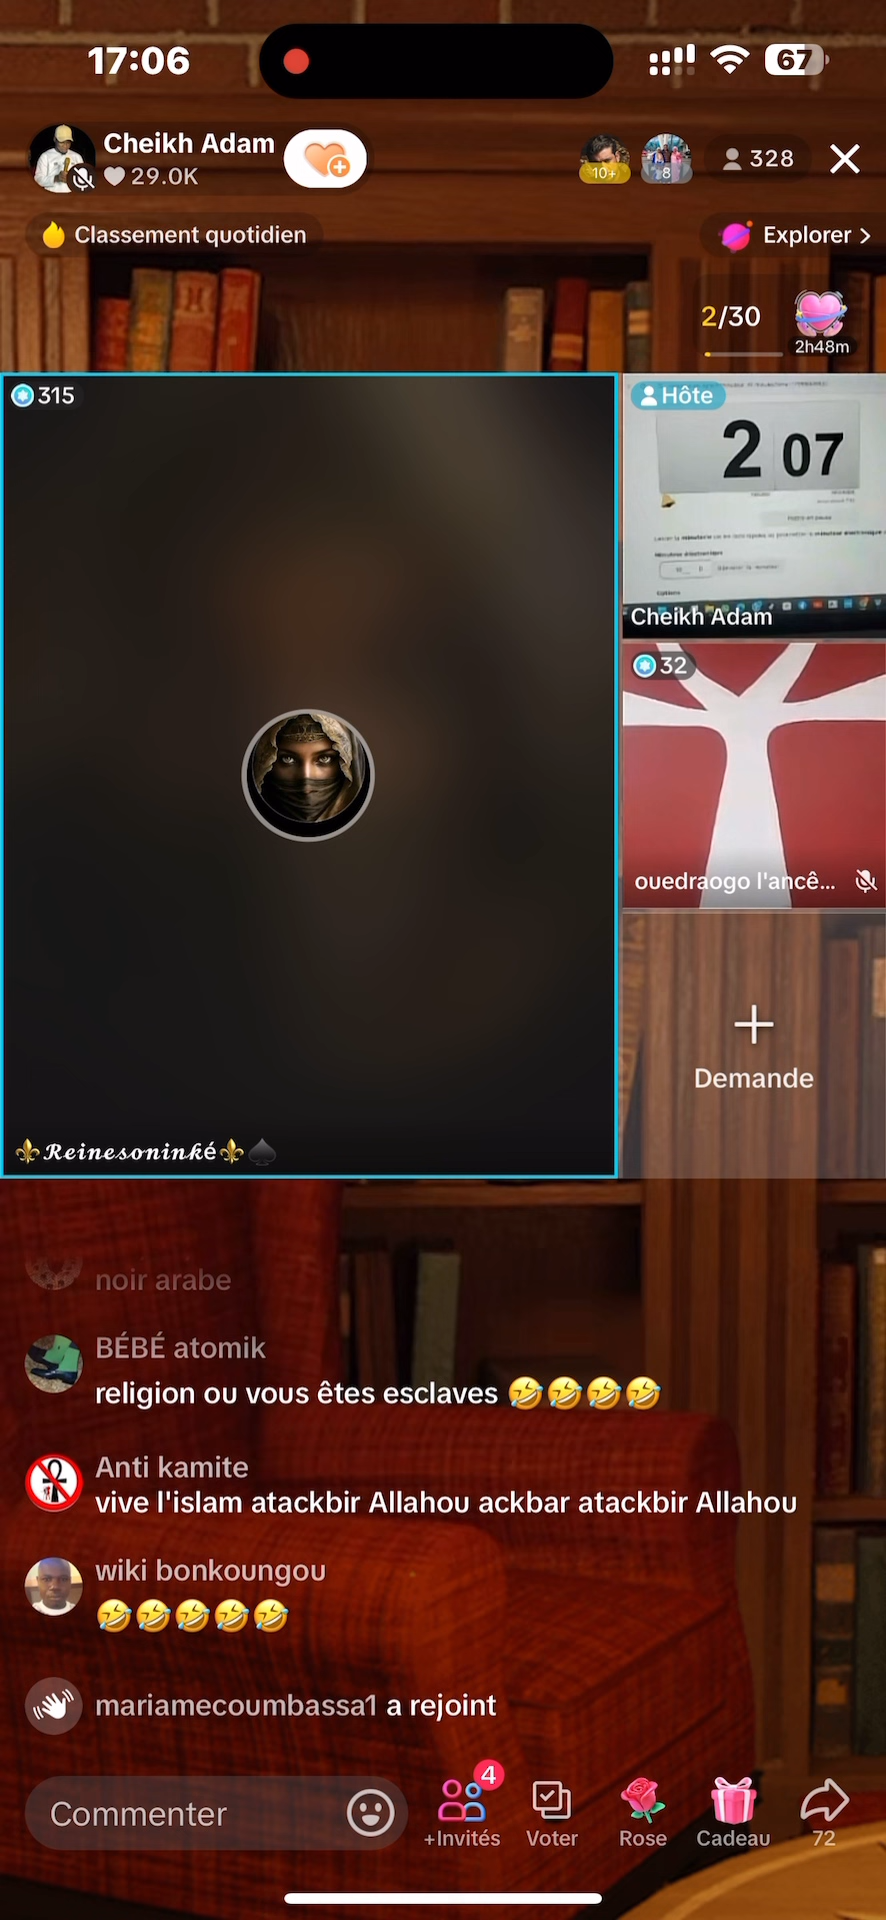 17:06
67
Cheikh Adam
29.0K
10+
8
328
Classement quotidien
Explorer >
2/30
2h48m
315
Hôte
2 07
Cheikh Adam
32
ouedraogo l'ancê...
Demande
⚜️𝓡𝓮𝓲𝓷𝓮𝓼𝓸𝓷𝓲𝓷𝓴é⚜️♠️
noir arabe
BÉBÉ atomik
religion ou vous êtes esclaves 🤣🤣🤣🤣
Anti kamite
vive l'islam atackbir Allahou ackbar atackbir Allahou
wiki bonkoungou
🤣🤣🤣🤣🤣
mariamecoumbassa1 a rejoint
Commenter
4
+Invités
Voter
Rose
Cadeau
72